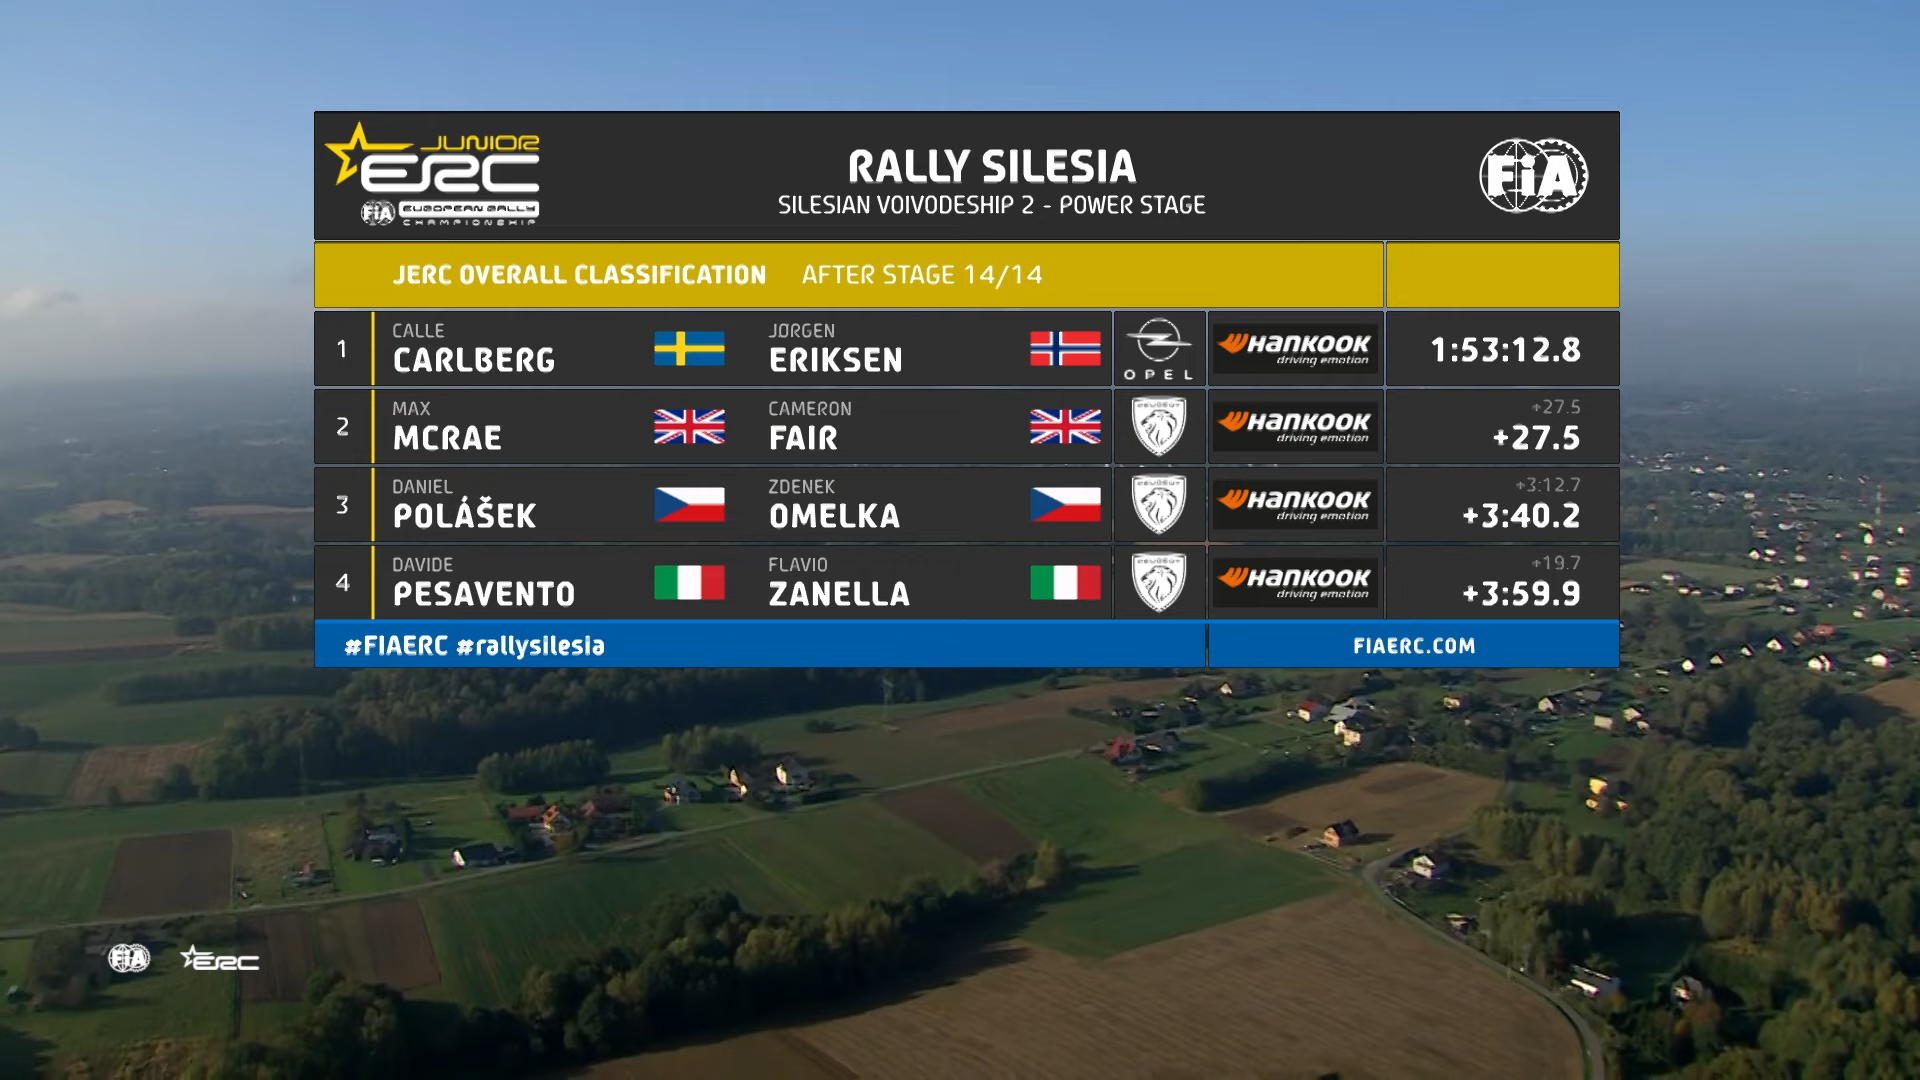 JUNIOR
ERC
FIA EUROPEAN RALLY
CHAMPIONSHIP
RALLY SILESIA
SILESIAN VOIVODESHIP 2 - POWER STAGE
FIA
JERC OVERALL CLASSIFICATION AFTER STAGE 14/14
1 CALLE CARLBERG JØRGEN ERIKSEN OPEL HANKOOK driving emotion 1:53:12.8
2 MAX MCRAE CAMERON FAIR PEUGEOT HANKOOK driving emotion +27.5 +27.5
3 DANIEL POLÁŠEK ZDENEK OMELKA PEUGEOT HANKOOK driving emotion +3:12.7 +3:40.2
4 DAVIDE PESAVENTO FLAVIO ZANELLA PEUGEOT HANKOOK driving emotion +19.7 +3:59.9
#FIAERC #rallysilesia FIAERC.COM
FIA ERC